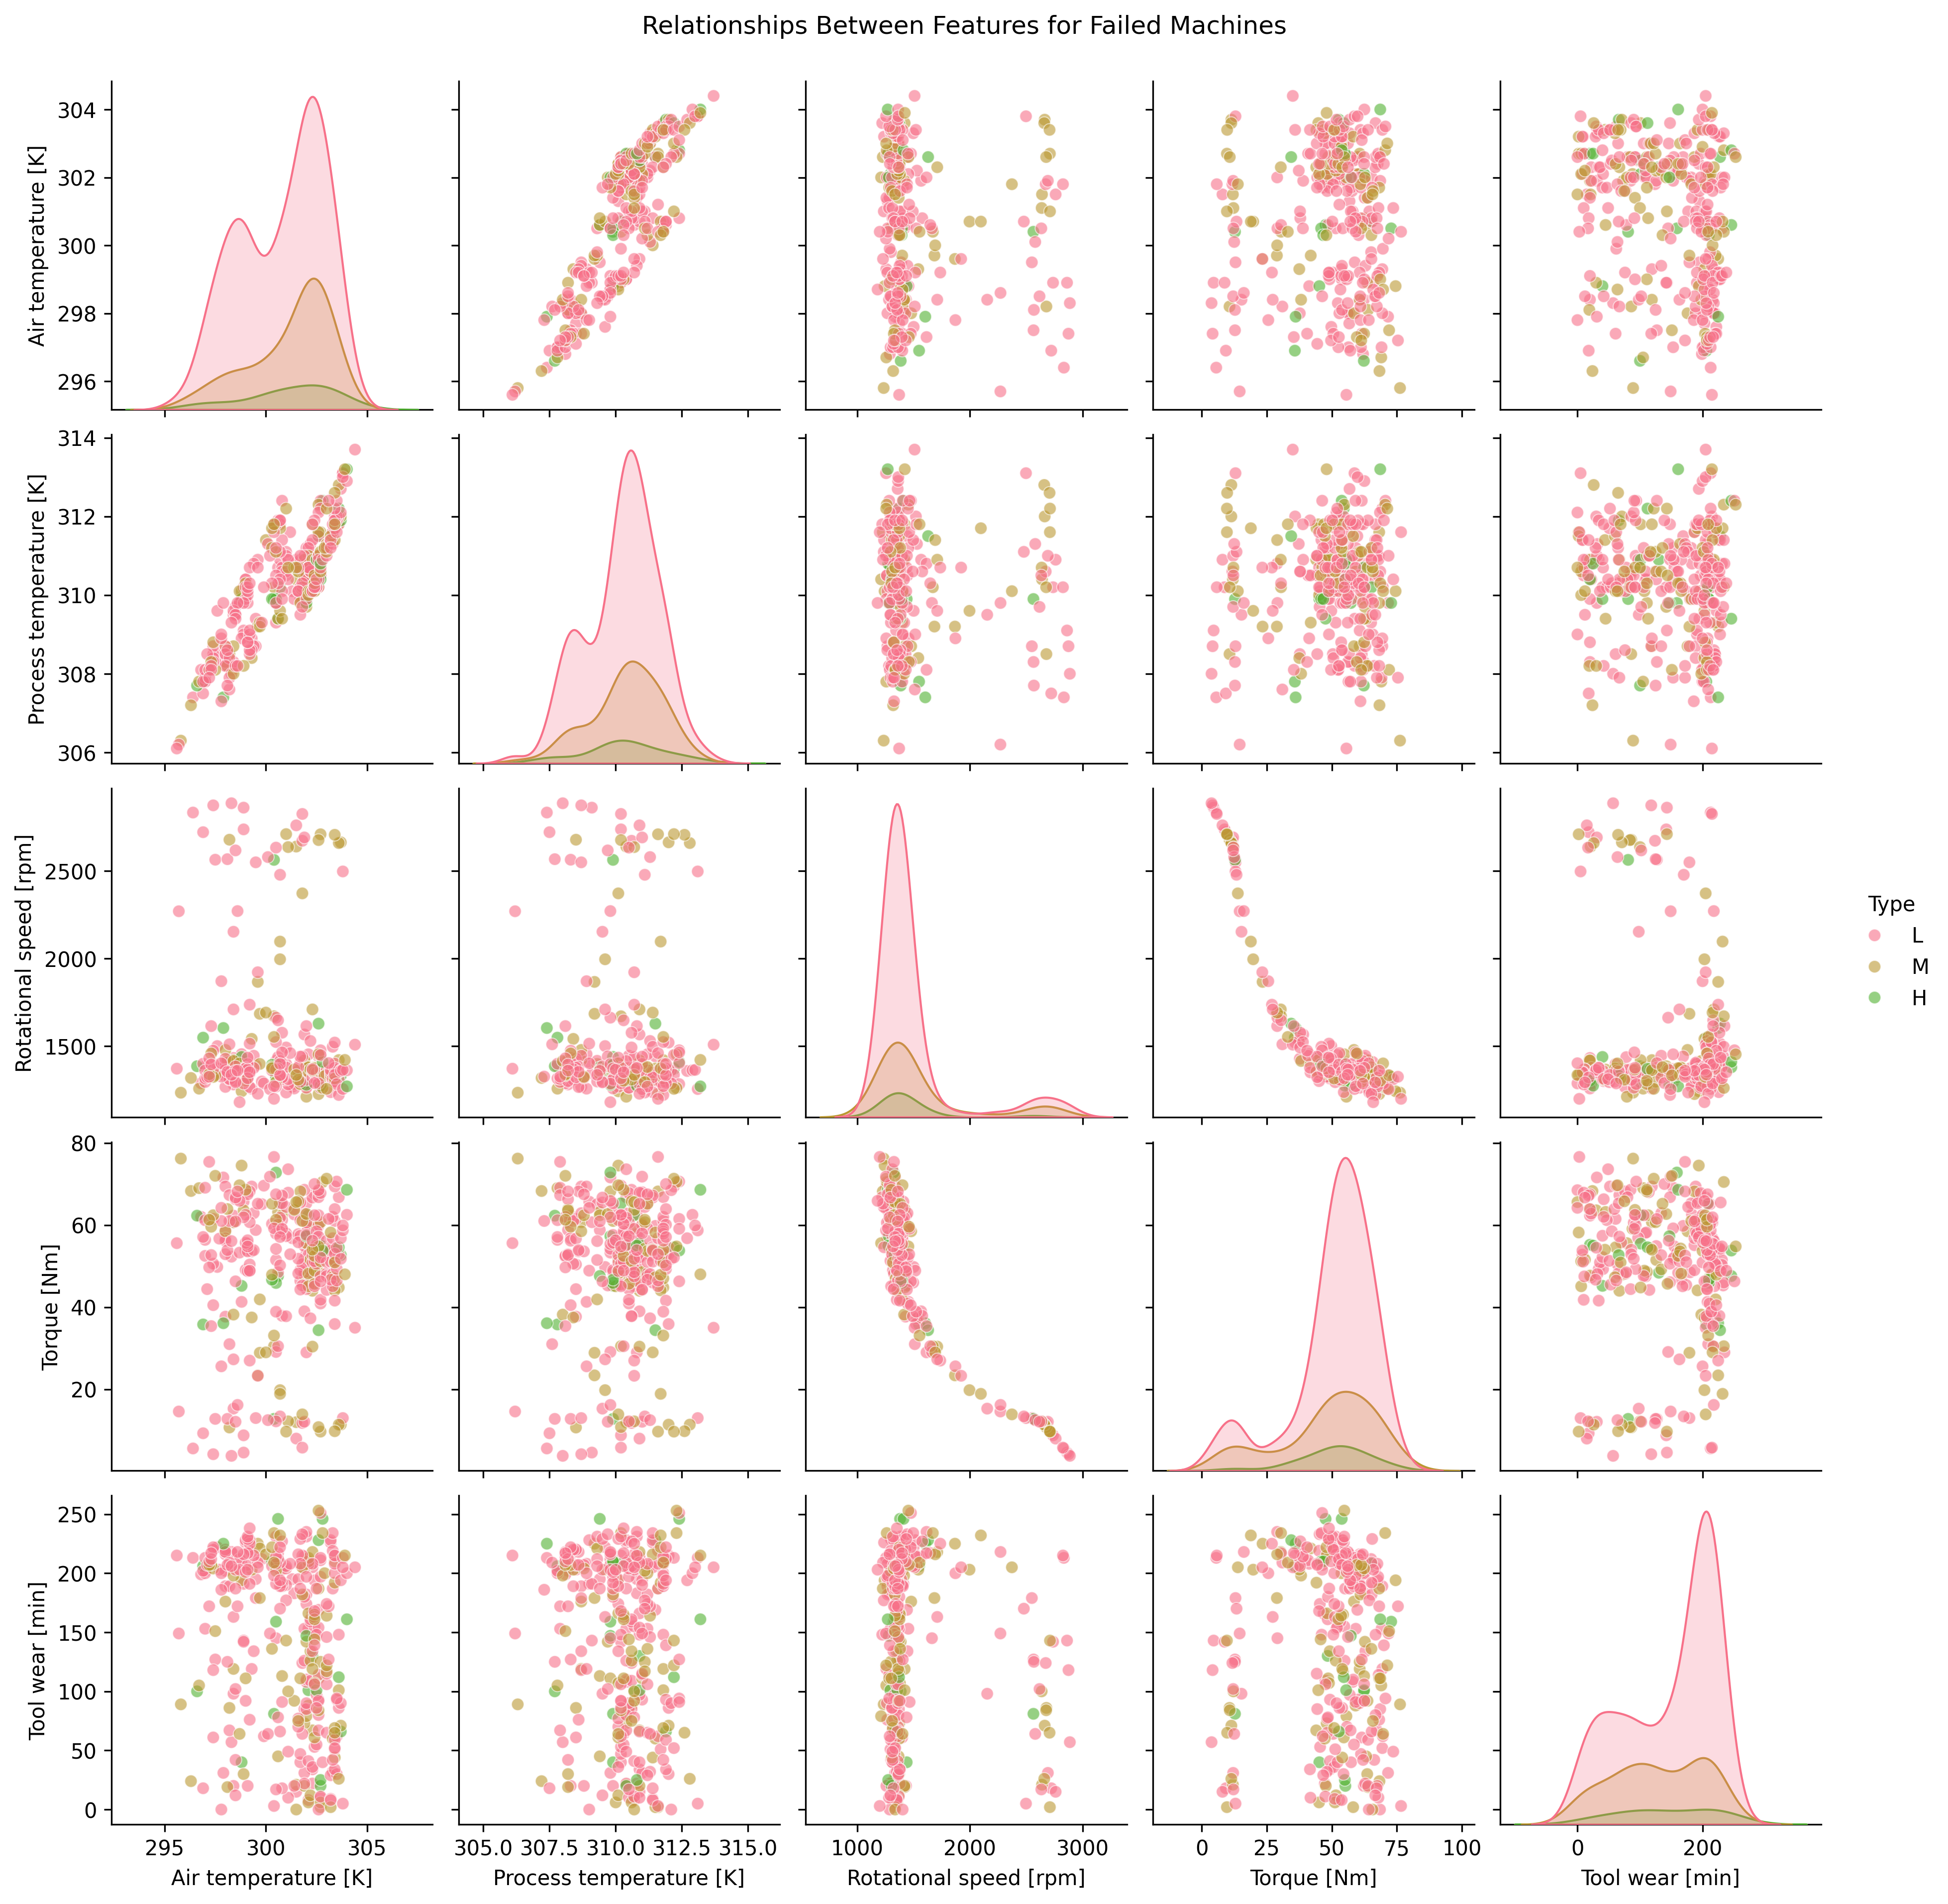 Relationships Between Features for Failed Machines
Air temperature [K]
304
302
300
298
296
Process temperature [K]
314
312
310
308
306
Rotational speed [rpm]
2500
2000
1500
Type
L
M
H
Torque [Nm]
80
60
40
20
Tool wear [min]
250
200
150
100
50
0
295 300 305 305.0 307.5 310.0 312.5 315.0 1000 2000 3000 0 25 50 75 100 0 200
Air temperature [K] Process temperature [K] Rotational speed [rpm] Torque [Nm] Tool wear [min]